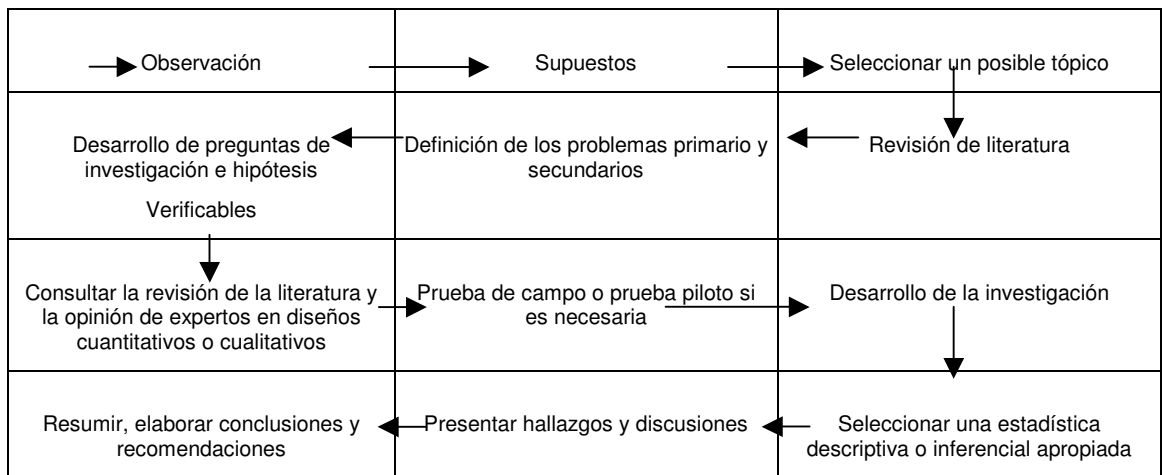 Observación
Supuestos
Seleccionar un posible tópico
Desarrollo de preguntas de
investigación e hipótesis
Verificables
Definición de los problemas primario y
secundarios
Revisión de literatura
Consultar la revisión de la literatura y
la opinión de expertos en diseños
cuantitativos o cualitativos
Prueba de campo o prueba piloto si
es necesaria
Desarrollo de la investigación
Resumir, elaborar conclusiones y
recomendaciones
Presentar hallazgos y discusiones
Seleccionar una estadística
descriptiva o inferencial apropiada